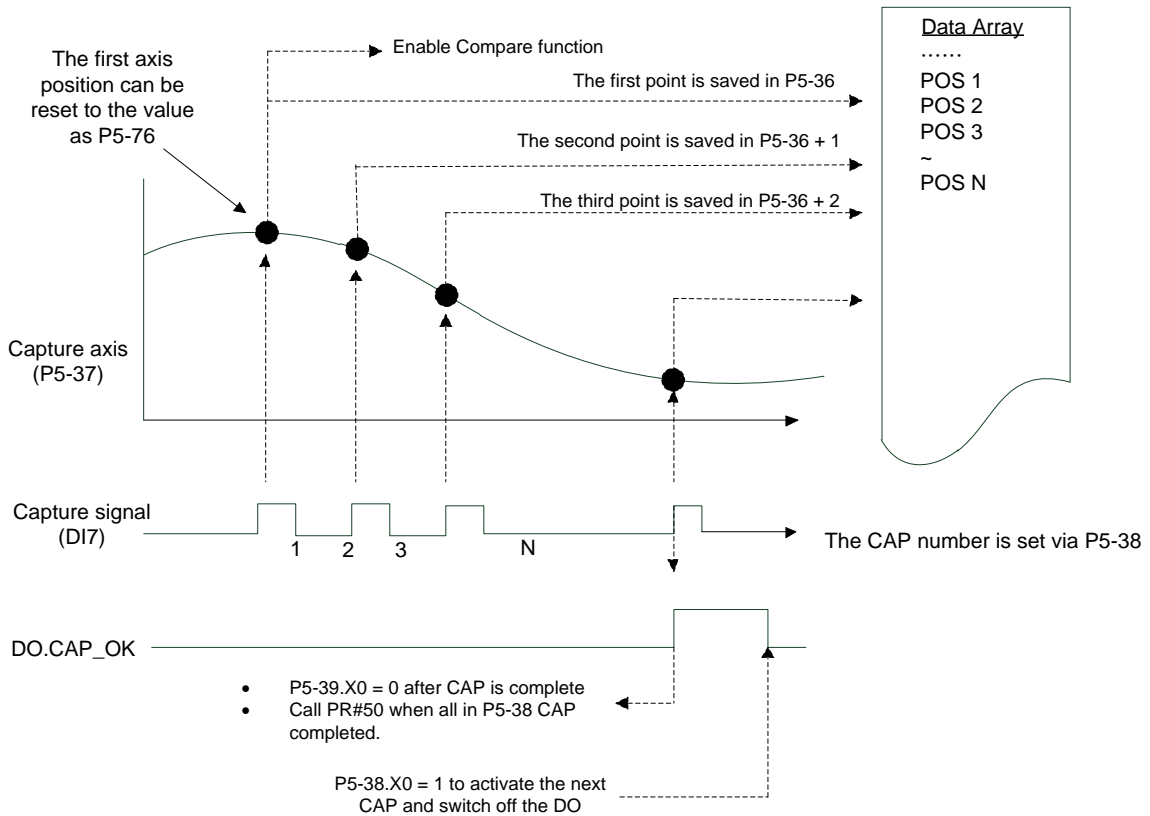 The first axis
position can be
reset to the value
as P5-76
Enable Compare function
The first point is saved in P5-36
The second point is saved in P5-36 + 1
The third point is saved in P5-36 + 2
Data Array
……
POS 1
POS 2
POS 3
~
POS N
Capture axis
(P5-37)
Capture signal
(DI7)
1 2 3 N
The CAP number is set via P5-38
DO.CAP_OK
• P5-39.X0 = 0 after CAP is complete
• Call PR#50 when all in P5-38 CAP
completed.
P5-38.X0 = 1 to activate the next
CAP and switch off the DO